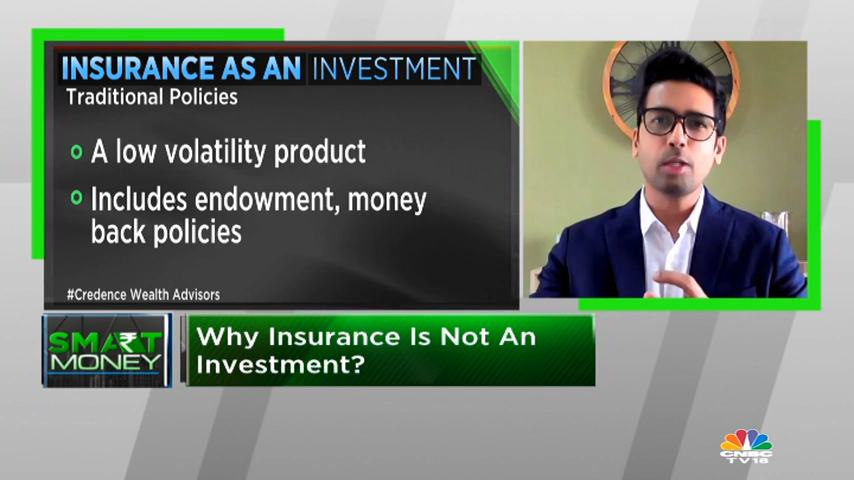 INSURANCE AS AN INVESTMENT
Traditional Policies
A low volatility product
Includes endowment, money
back policies
#Credence Wealth Advisors
SMA₹T
MONEY
Why Insurance Is Not An
Investment?
CNBC
TV18